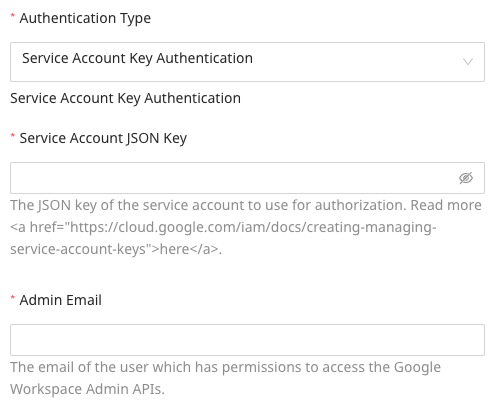 * Authentication Type
Service Account Key Authentication
Service Account Key Authentication
* Service Account JSON Key
The JSON key of the service account to use for authorization. Read more
<a href="https://cloud.google.com/iam/docs/creating-managing-
service-account-keys">here</a>.
* Admin Email
The email of the user which has permissions to access the Google
Workspace Admin APIs.